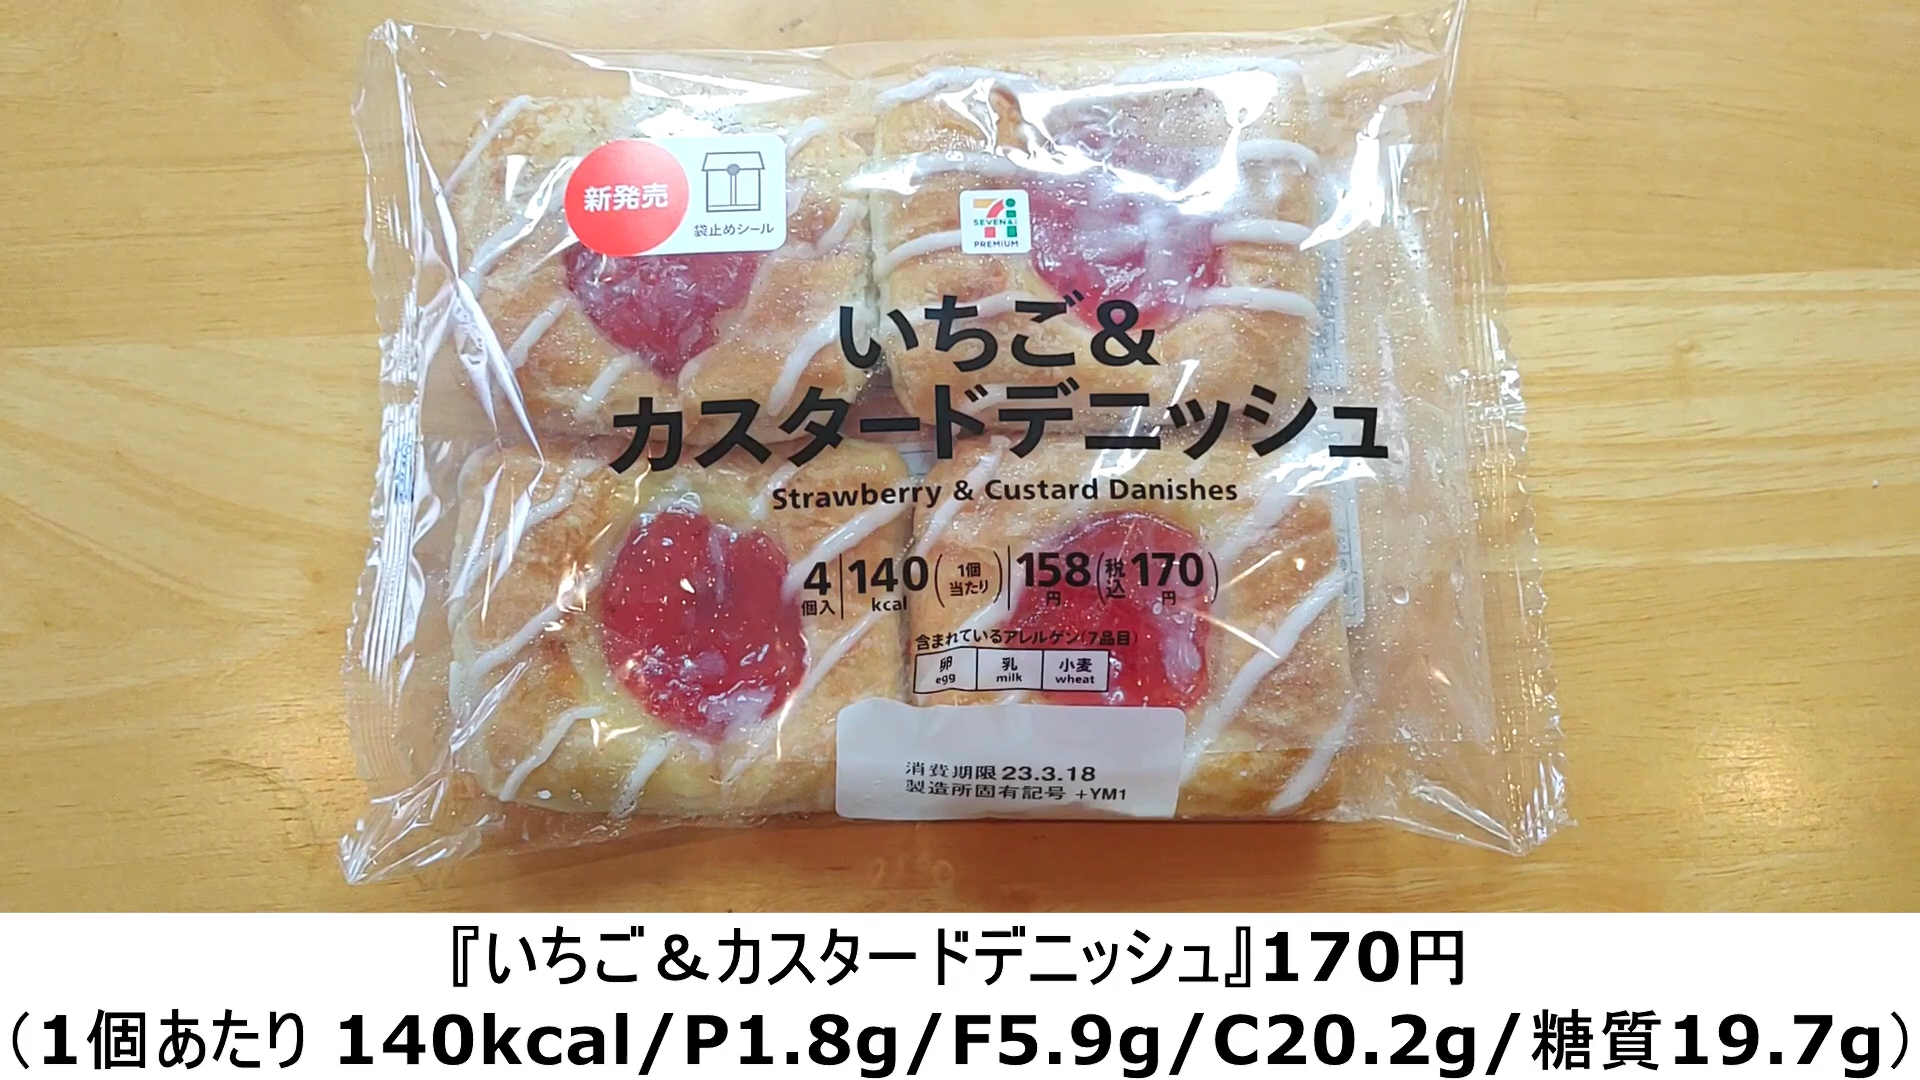 新発売
袋止めシール
SEVEN&i
PREMIUM
いちご&
カスタードデニッシュ
Strawberry & Custard Danishes
4個入 140kcal(1個当たり) 158円(税込170円)
含まれているアレルゲン(7品目)
卵 乳 小麦
egg milk wheat
消費期限 23.3.18
製造所固有記号 +YM1
『いちご＆カスタードデニッシュ』170円
（1個あたり 140kcal/P1.8g/F5.9g/C20.2g/糖質19.7g）